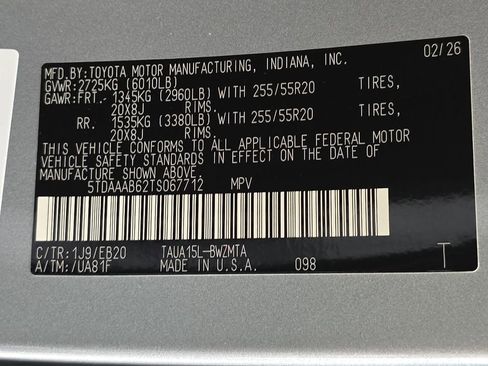 MFD.BY:TOYOTA MOTOR MANUFACTURING, INDIANA, INC. 02/26
GVWR:2725KG (6010LB)
GAWR:FRT. 1345KG (2960LB) WITH 255/55R20 TIRES,
20X8J RIMS.
RR. 1535KG (3380LB) WITH 255/55R20 TIRES,
20X8J RIMS.
THIS VEHICLE CONFORMS TO ALL APPLICABLE FEDERAL MOTOR
VEHICLE SAFETY STANDARDS IN EFFECT ON THE DATE OF
MANUFACTURE SHOWN ABOVE.
5TDAAAB62TS067712 MPV
C/TR:1J9/EB20 TAUA15L-BWZMTA
A/TM:/UA81F MADE IN U.S.A. 098 T